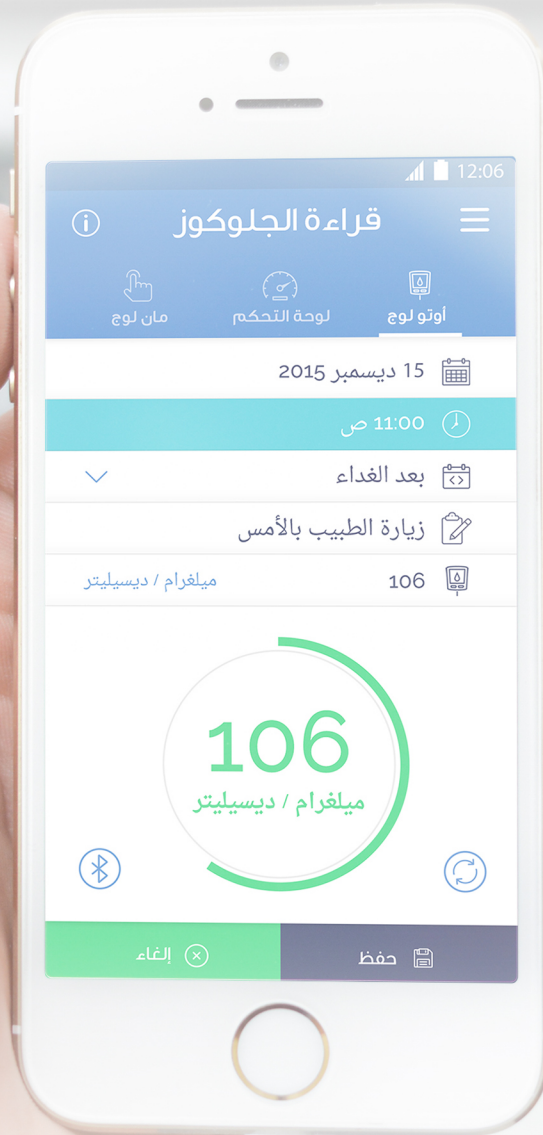 12:06
قراءة الجلوكوز
أوتو لوج
لوحة التحكم
مان لوج
15 ديسمبر 2015
11:00 ص
بعد الغداء
زيارة الطبيب بالأمس
106 ميلغرام / ديسيليتر
106
ميلغرام / ديسيليتر
حفظ
إلغاء